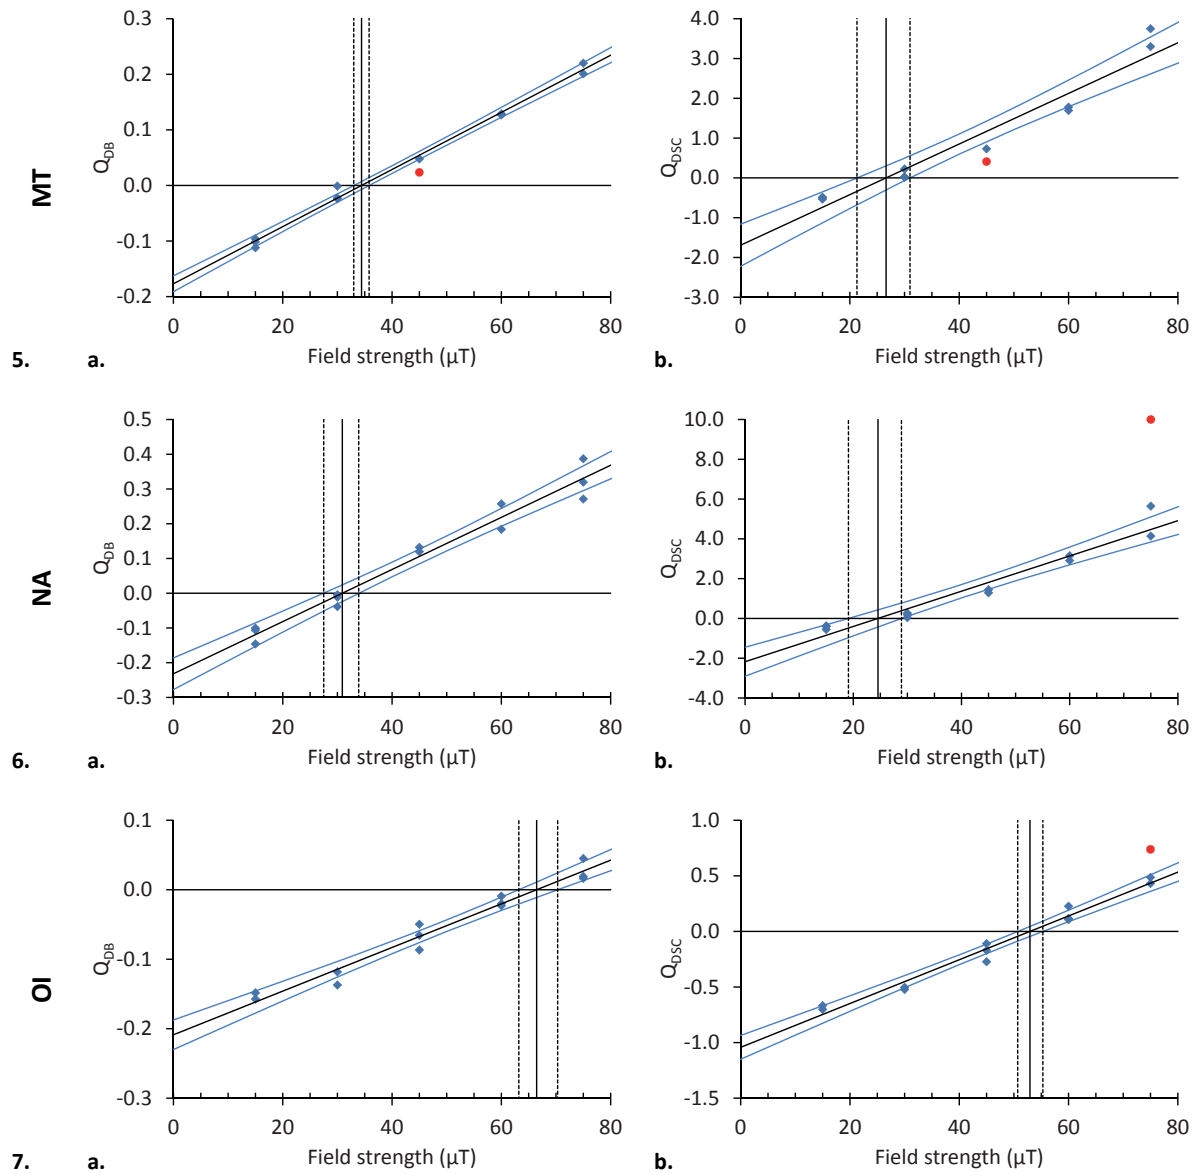 MT
Q_DB
0.3
0.2
0.1
0.0
-0.1
-0.2
0 20 40 60 80
Field strength (µT)
5. a.
Q_DSC
4.0
3.0
2.0
1.0
0.0
-1.0
-2.0
-3.0
0 20 40 60 80
Field strength (µT)
b.
NA
Q_DB
0.5
0.4
0.3
0.2
0.1
0.0
-0.1
-0.2
-0.3
0 20 40 60 80
Field strength (µT)
6. a.
Q_DSC
10.0
8.0
6.0
4.0
2.0
0.0
-2.0
-4.0
0 20 40 60 80
Field strength (µT)
b.
OI
Q_DB
0.1
0.0
-0.1
-0.2
-0.3
0 20 40 60 80
Field strength (µT)
7. a.
Q_DSC
1.0
0.5
0.0
-0.5
-1.0
-1.5
0 20 40 60 80
Field strength (µT)
b.